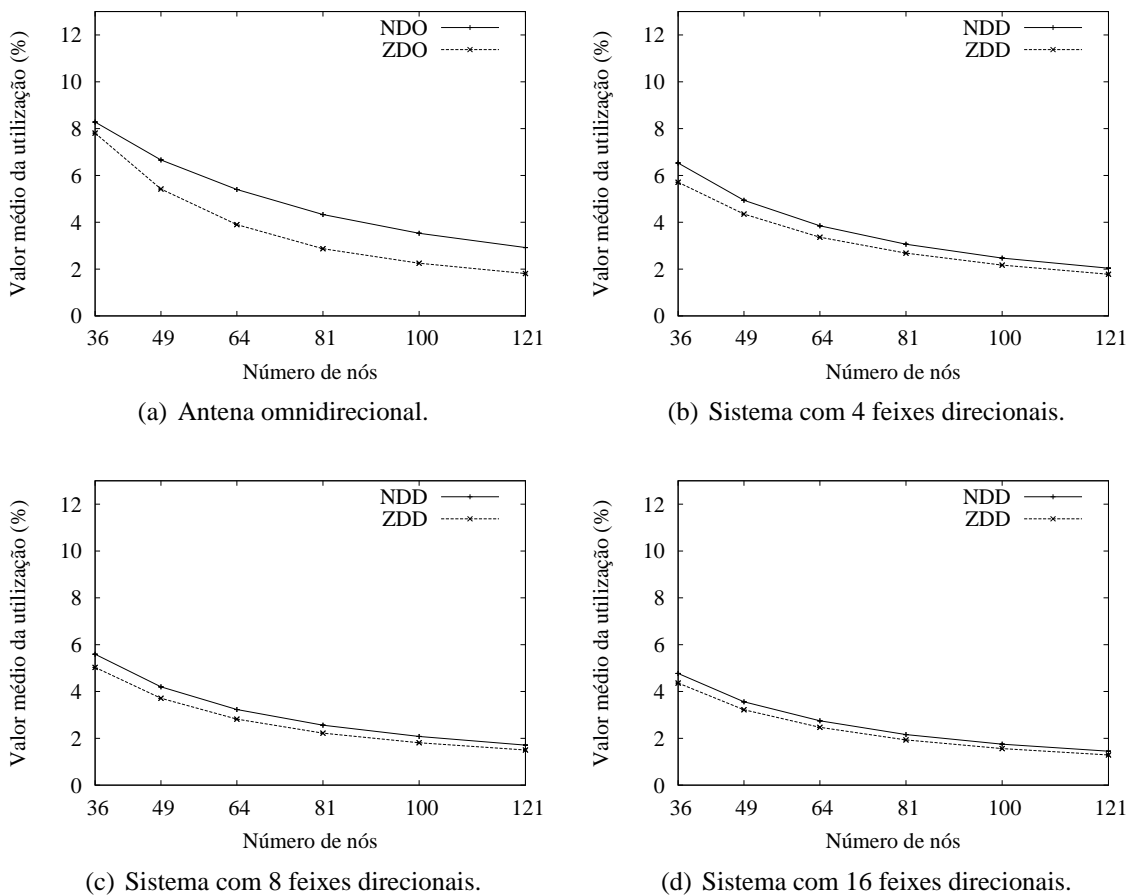 Valor médio da utilização (%)
12
10
8
6
4
2
0
NDO
ZDO
36 49 64 81 100 121
Número de nós
(a) Antena omnidirecional.
Valor médio da utilização (%)
12
10
8
6
4
2
0
NDD
ZDD
36 49 64 81 100 121
Número de nós
(b) Sistema com 4 feixes direcionais.
Valor médio da utilização (%)
12
10
8
6
4
2
0
NDD
ZDD
36 49 64 81 100 121
Número de nós
(c) Sistema com 8 feixes direcionais.
Valor médio da utilização (%)
12
10
8
6
4
2
0
NDD
ZDD
36 49 64 81 100 121
Número de nós
(d) Sistema com 16 feixes direcionais.